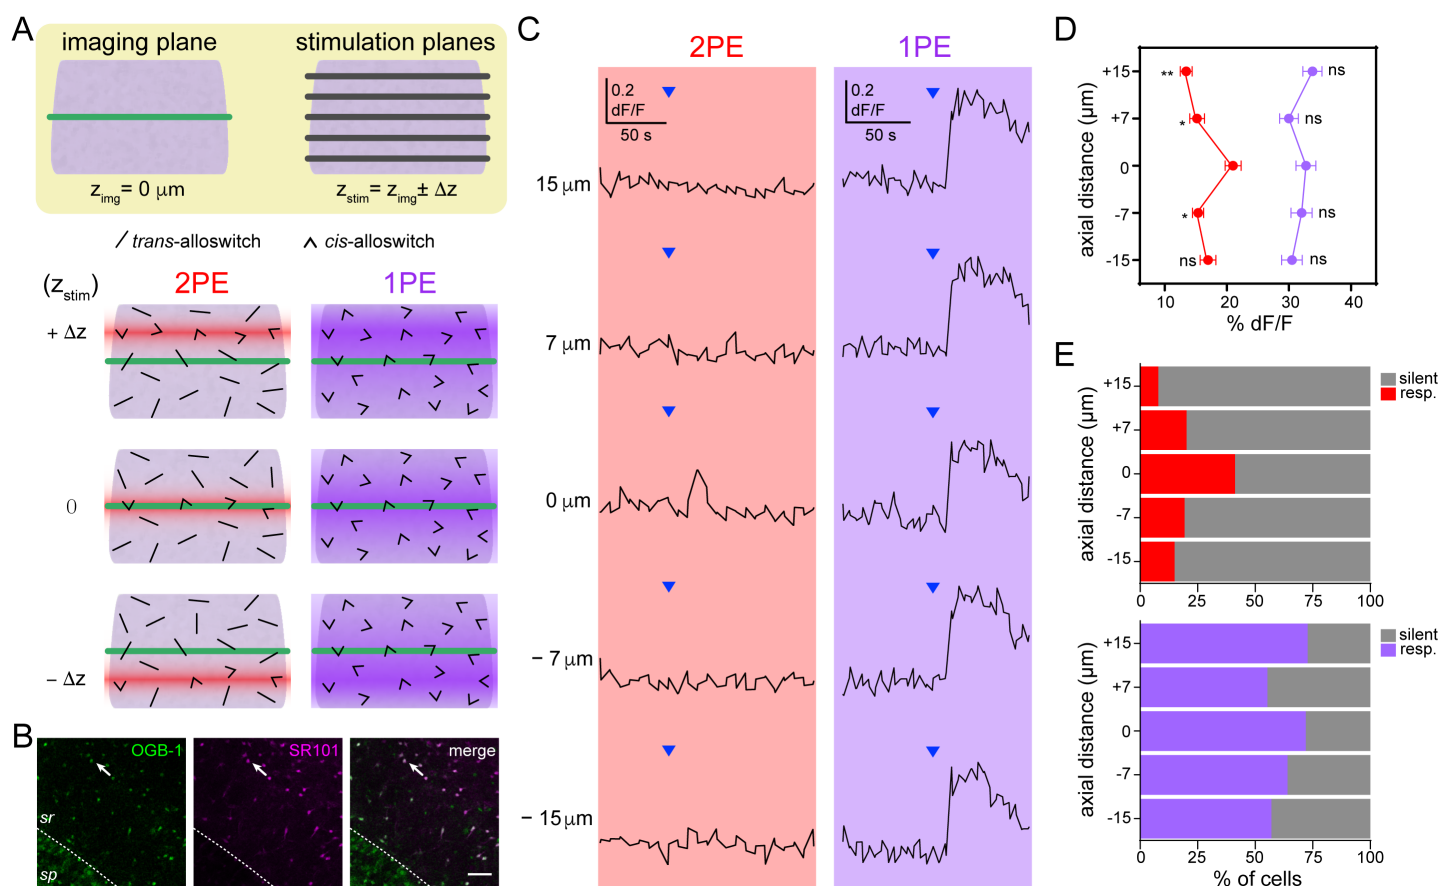 A
imaging plane
stimulation planes
z_img = 0 μm
z_stim = z_img ± Δz
trans-alloswitch
cis-alloswitch
(z_stim)
2PE
1PE
+ Δz
0
− Δz
B
OGB-1
SR101
merge
sr
sp
C
2PE
1PE
0.2
dF/F
50 s
0.2
dF/F
50 s
15 μm
7 μm
0 μm
− 7 μm
− 15 μm
D
axial distance (μm)
+15
+7
0
-7
-15
**
*
*
ns
ns
ns
ns
ns
10
20
30
40
% dF/F
E
axial distance (μm)
+15
+7
0
-7
-15
0
25
50
75
100
silent
resp.
axial distance (μm)
+15
+7
0
-7
-15
0
25
50
75
100
% of cells
silent
resp.